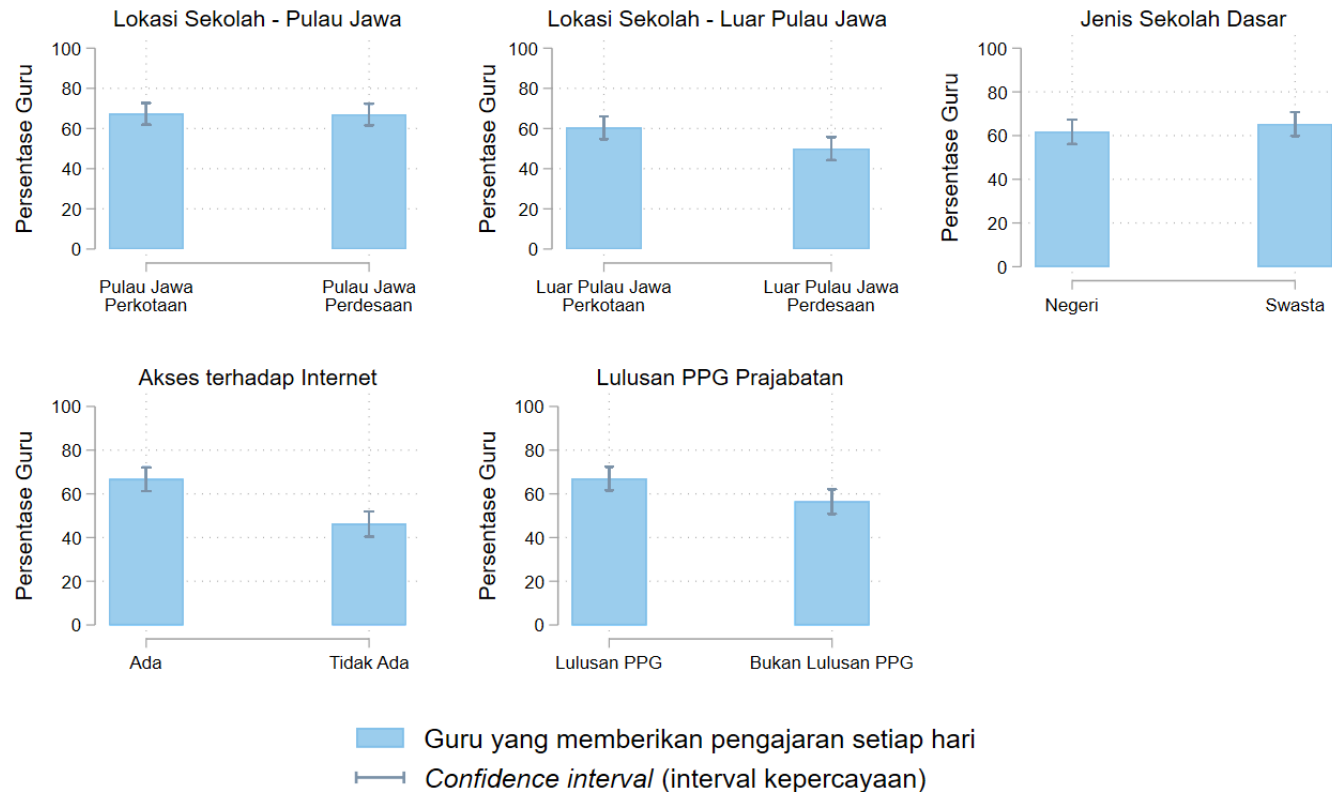 Lokasi Sekolah - Pulau Jawa
Persentase Guru
100
80
60
40
20
0
Pulau Jawa
Perkotaan
Pulau Jawa
Perdesaan
Lokasi Sekolah - Luar Pulau Jawa
Persentase Guru
100
80
60
40
20
0
Luar Pulau Jawa
Perkotaan
Luar Pulau Jawa
Perdesaan
Jenis Sekolah Dasar
Persentase Guru
100
80
60
40
20
0
Negeri
Swasta
Akses terhadap Internet
Persentase Guru
100
80
60
40
20
0
Ada
Tidak Ada
Lulusan PPG Prajabatan
Persentase Guru
100
80
60
40
20
0
Lulusan PPG
Bukan Lulusan PPG
Guru yang memberikan pengajaran setiap hari
Confidence interval (interval kepercayaan)